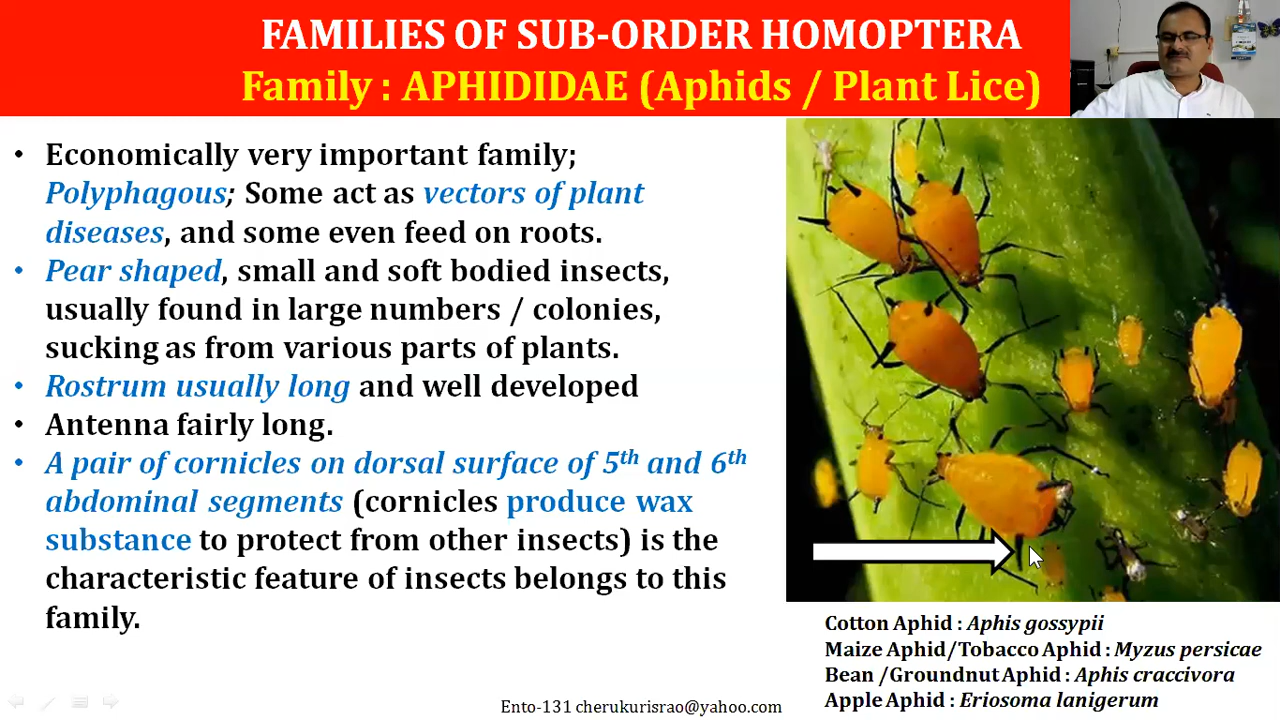 FAMILIES OF SUB-ORDER HOMOPTERA
Family : APHIDIDAE (Aphids / Plant Lice)
• Economically very important family;
Polyphagous; Some act as vectors of plant
diseases, and some even feed on roots.
• Pear shaped, small and soft bodied insects,
usually found in large numbers / colonies,
sucking as from various parts of plants.
• Rostrum usually long and well developed
• Antenna fairly long.
• A pair of cornicles on dorsal surface of 5th and 6th
abdominal segments (cornicles produce wax
substance to protect from other insects) is the
characteristic feature of insects belongs to this
family.
Cotton Aphid : Aphis gossypii
Maize Aphid/Tobacco Aphid : Myzus persicae
Bean /Groundnut Aphid : Aphis craccivora
Apple Aphid : Eriosoma lanigerum
Ento-131 cherukurisrao@yahoo.com